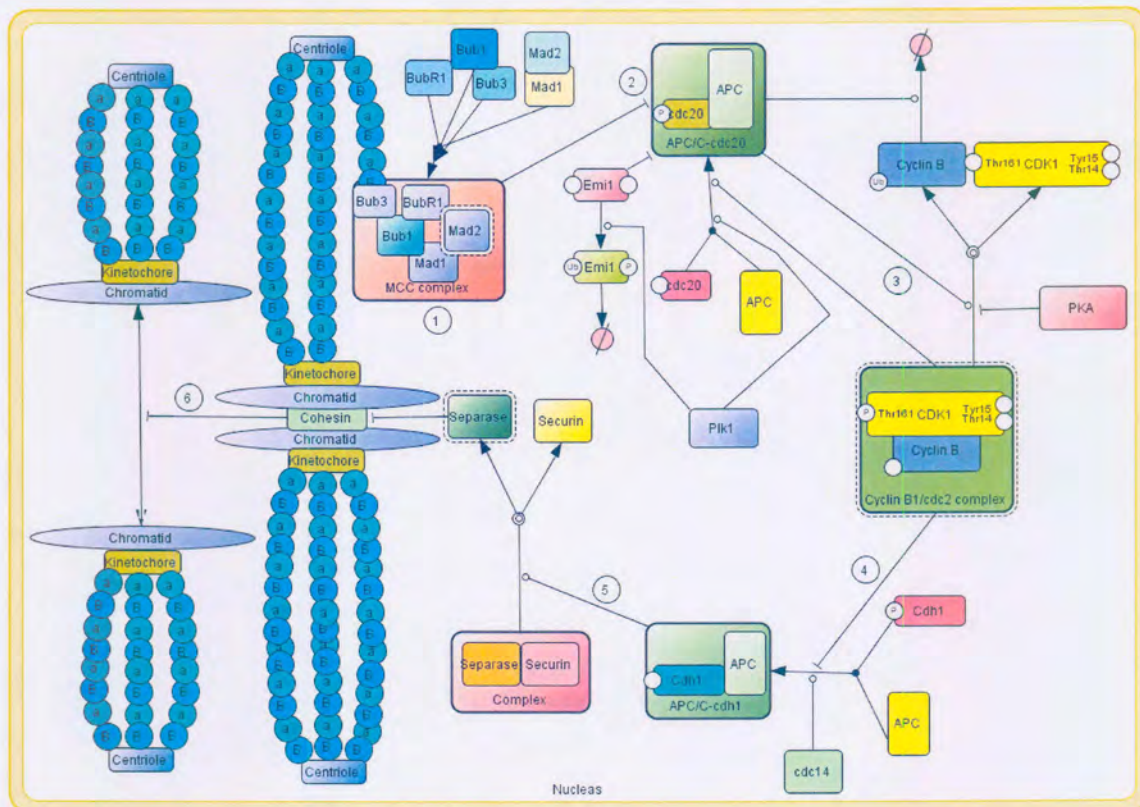 Centriole
Kinetochore
Chromatid
Chromatid
Kinetochore
Centriole
6
Centriole
Kinetochore
Chromatid
Cohesin
Chromatid
Kinetochore
Centriole
BubR1
Bub1
Bub3
Mad2
Mad1
Bub3
BubR1
Bub1
Mad2
Mad1
MCC complex
1
2
P
cdc20
APC
APC/C-cdc20
Emi1
Ub
Emi1
P
cdc20
APC
Plk1
Cyclin B
Ub
Thr161 CDK1
Tyr15
Thr14
3
PKA
P
Thr161 CDK1
Tyr15
Thr14
Cyclin B
Cyclin B1/cdc2 complex
4
Separase
Securin
5
Separase
Securin
Complex
Cdh1
APC
APC/C-cdh1
P
Cdh1
APC
cdc14
Nucleas